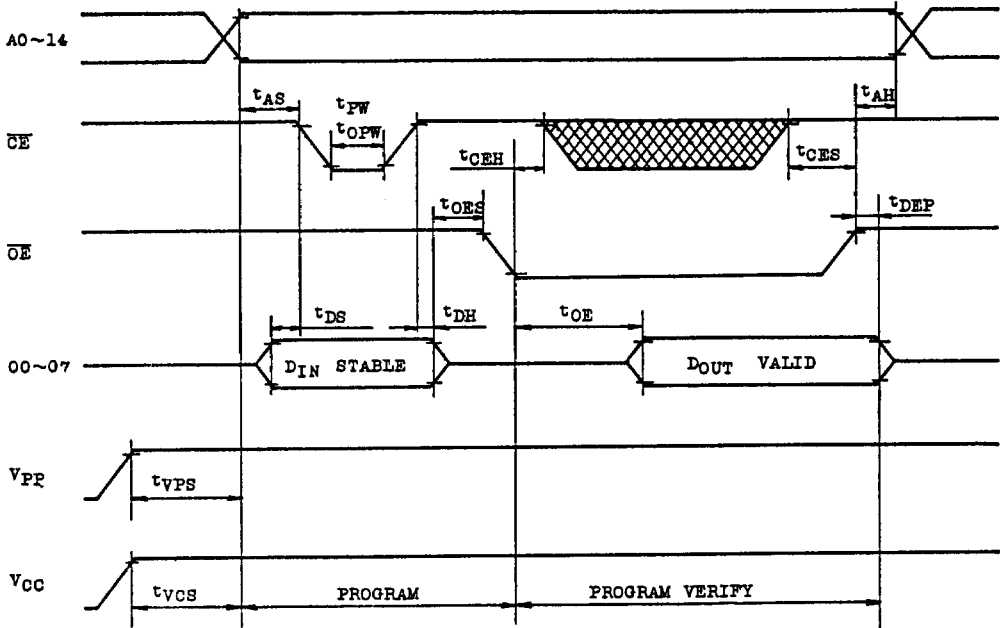 A0~14
tAS
tPW
tOPW
tAH
CE
tCEH
tCES
tOES
tDEP
OE
tDS
tDH
tOE
00~07
DIN STABLE
DOUT VALID
VPP
tVPS
VCC
tVCS
PROGRAM
PROGRAM VERIFY